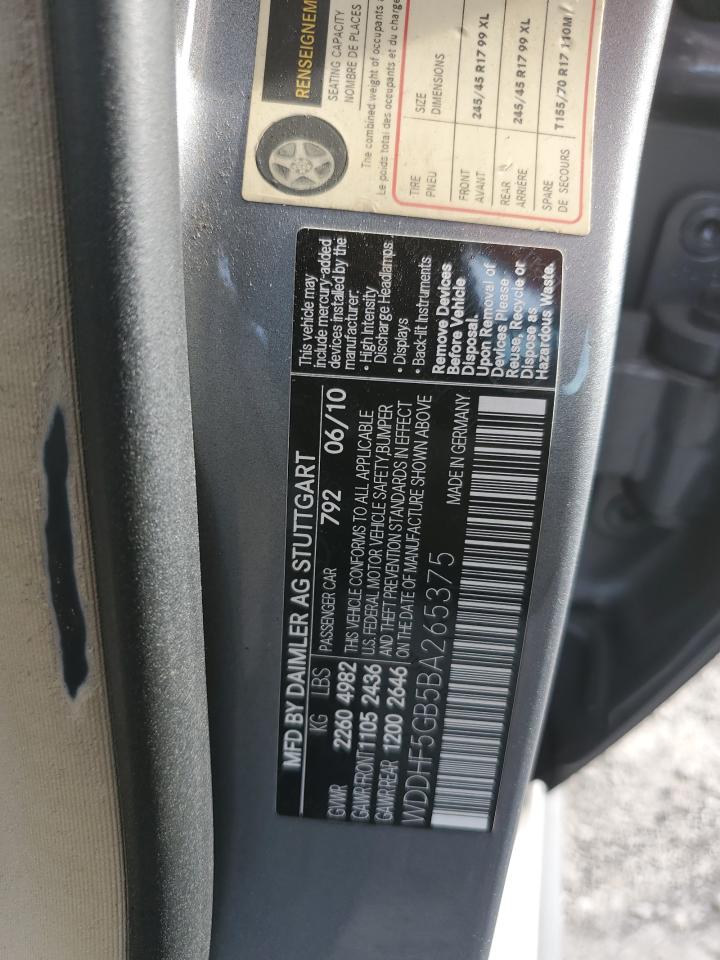 RENSEIGNEM
SEATING CAPACITY
NOMBRE DE PLACES
The combined weight of occupants
Le poids total des occupants et du charge
TIRE SIZE
PNEU DIMENSIONS
FRONT 245/45 R17 99 XL
AVANT
REAR 245/45 R17 99 XL
ARRIÈRE
SPARE T155/70 R17 110M
DE SECOURS
MFD BY DAIMLER AG STUTTGART
KG LBS PASSENGER CAR 792 06/10
GVWR 2260 4982
GAWR FRONT 1105 2436
GAWR REAR 1200 2646
THIS VEHICLE CONFORMS TO ALL APPLICABLE
U.S. FEDERAL MOTOR VEHICLE SAFETY,BUMPER
AND THEFT PREVENTION STANDARDS IN EFFECT
ON THE DATE OF MANUFACTURE SHOWN ABOVE
WDDHF5GB5BA265375 MADE IN GERMANY
This vehicle may
include mercury-added
devices installed by the
manufacturer:
• High Intensity
Discharge Headlamps
• Displays
• Back-lit Instruments
Remove Devices
Before Vehicle
Disposal.
Upon Removal of
Devices Please
Reuse, Recycle or
Dispose as
Hazardous Waste.